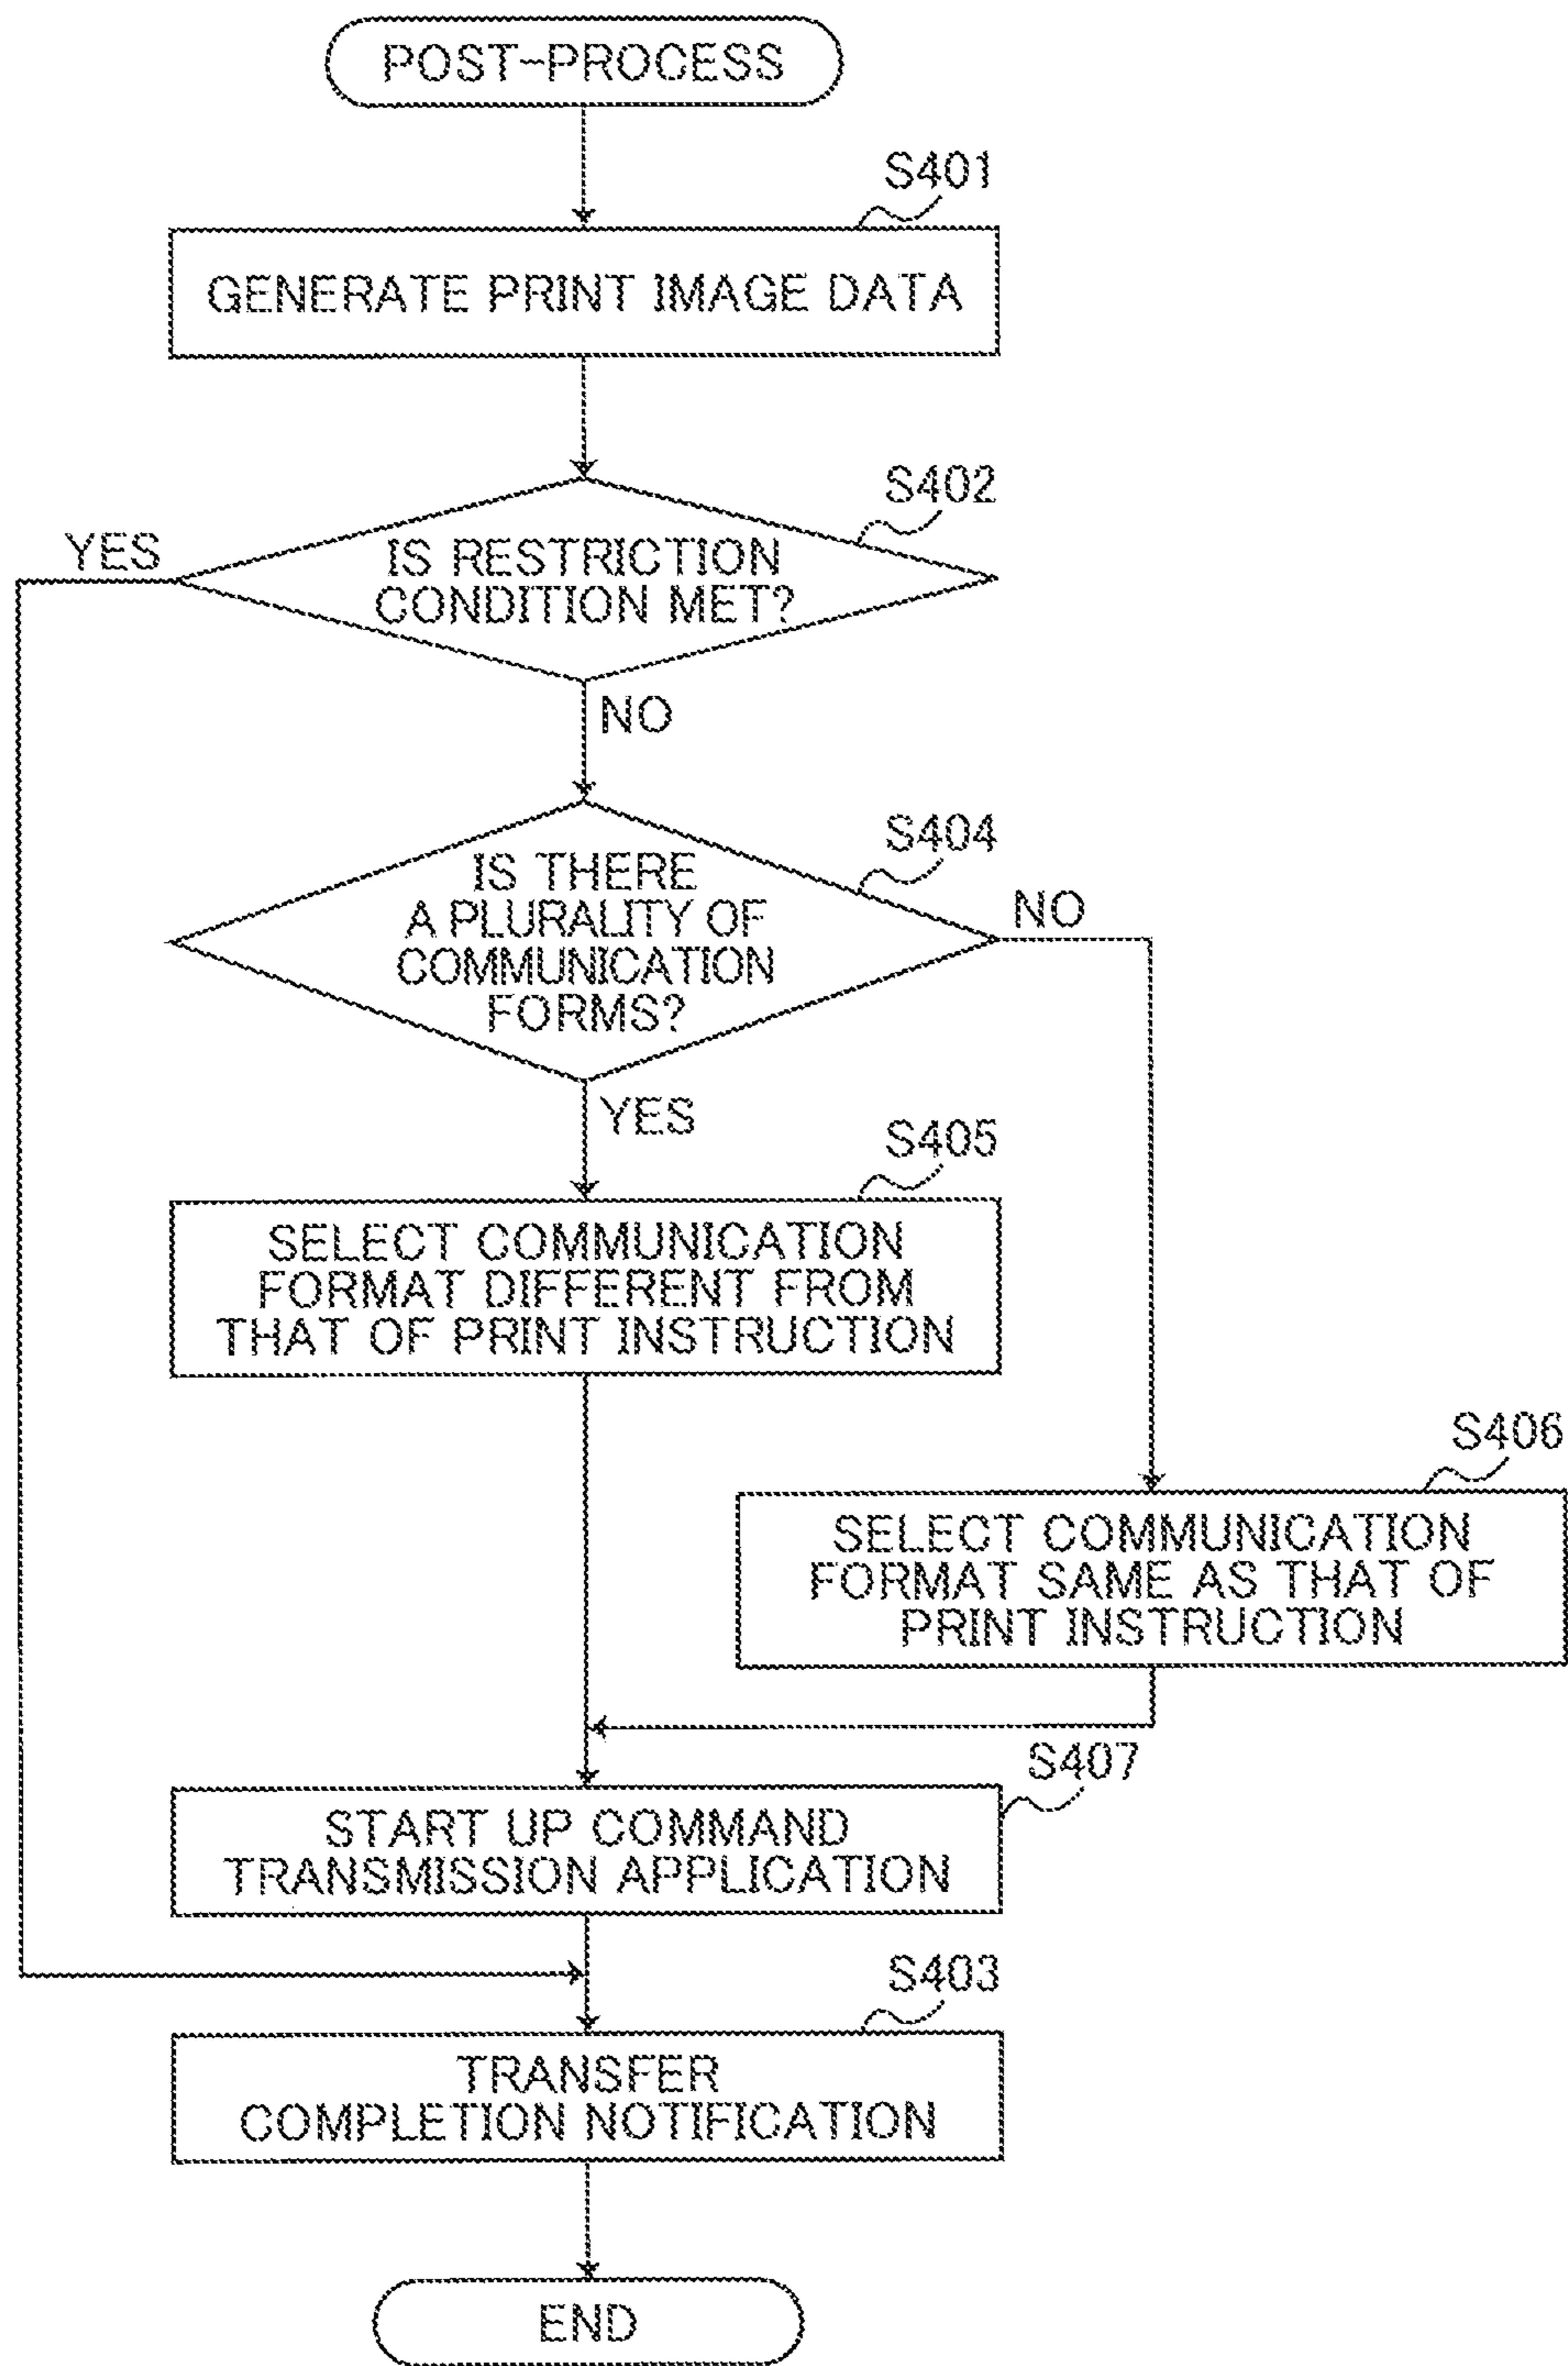 POST-PROCESS
S401
GENERATE PRINT IMAGE DATA
S402
YES
IS RESTRICTION
CONDITION MET?
NO
S404
IS THERE
A PLURALITY OF
COMMUNICATION
FORMS?
NO
YES
S405
SELECT COMMUNICATION
FORMAT DIFFERENT FROM
THAT OF PRINT INSTRUCTION
S406
SELECT COMMUNICATION
FORMAT SAME AS THAT OF
PRINT INSTRUCTION
S407
START UP COMMAND
TRANSMISSION APPLICATION
S403
TRANSFER
COMPLETION NOTIFICATION
END